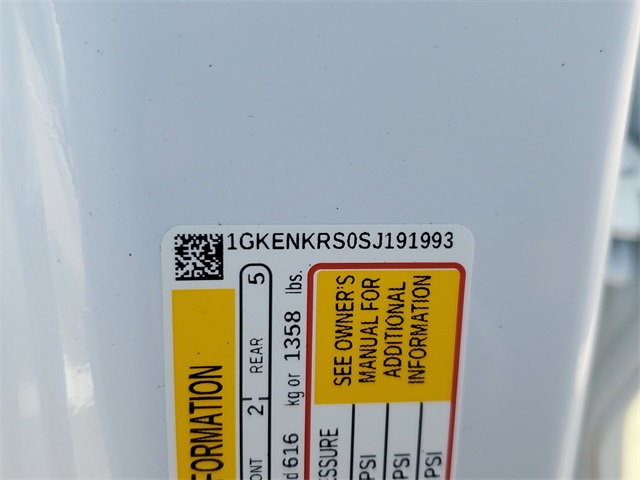 1GKENKRS0SJ191993
FORMATION
ONT 2 REAR 5
d 616 kg or 1358 lbs.
SEE OWNER'S
MANUAL FOR
ADDITIONAL
INFORMATION
ESSURE
PSI
PSI
PSI